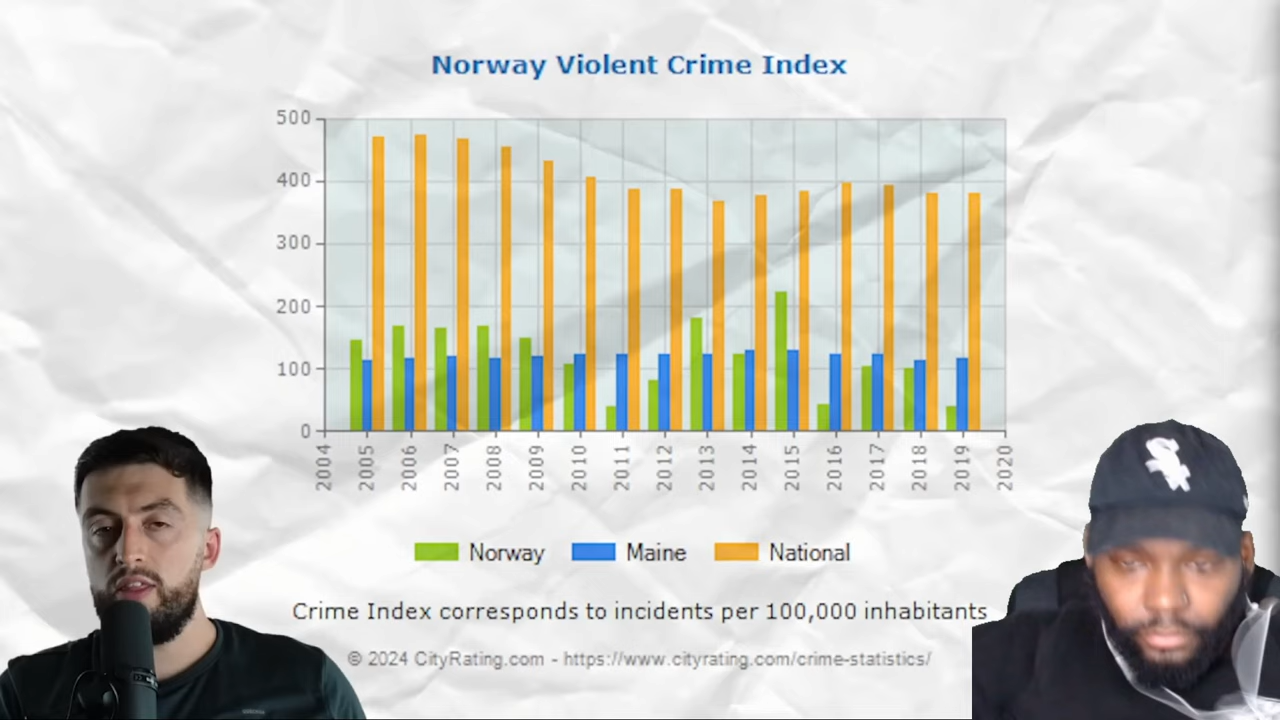 Norway Violent Crime Index
500
400
300
200
100
0
2004 2005 2006 2007 2008 2009 2010 2011 2012 2013 2014 2015 2016 2017 2018 2019 2020
Norway Maine National
Crime Index corresponds to incidents per 100,000 inhabitants
© 2024 CityRating.com - https://www.cityrating.com/crime-statistics/